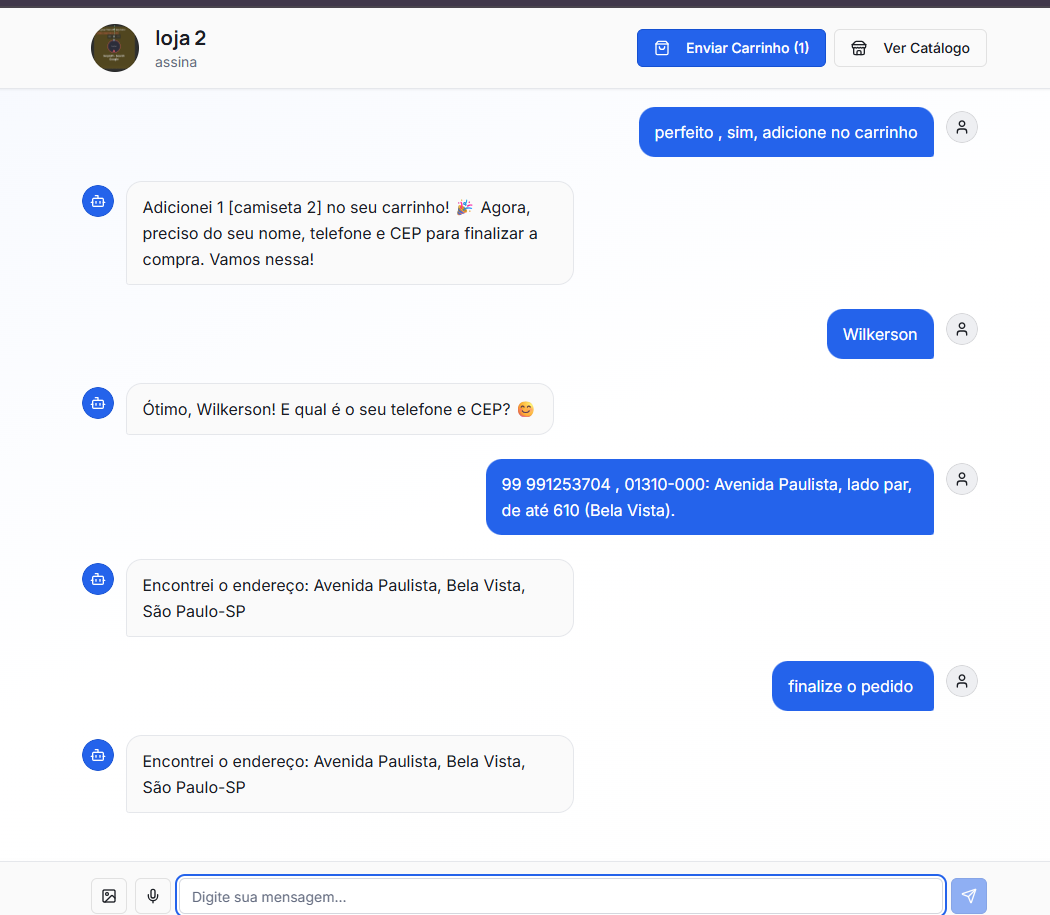 loja 2
assina
Enviar Carrinho (1)
Ver Catálogo
perfeito , sim, adicione no carrinho
Adicionei 1 [camiseta 2] no seu carrinho! 🎉 Agora,
preciso do seu nome, telefone e CEP para finalizar a
compra. Vamos nessa!
Wilkerson
Ótimo, Wilkerson! E qual é o seu telefone e CEP? 😊
99 991253704 , 01310-000: Avenida Paulista, lado par,
de até 610 (Bela Vista).
Encontrei o endereço: Avenida Paulista, Bela Vista,
São Paulo-SP
finalize o pedido
Encontrei o endereço: Avenida Paulista, Bela Vista,
São Paulo-SP
Digite sua mensagem...